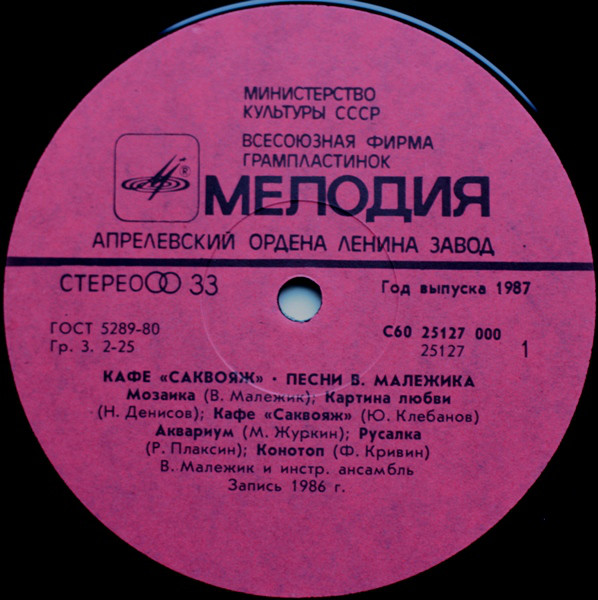 МИНИСТЕРСТВО
КУЛЬТУРЫ СССР
ВСЕСОЮЗНАЯ ФИРМА
ГРАМПЛАСТИНОК
®
МЕЛОДИЯ
АПРЕЛЕВСКИЙ ОРДЕНА ЛЕНИНА ЗАВОД
СТЕРЕО 33
Год выпуска 1987
ГОСТ 5289-80
Гр. 3. 2-25
С60 25127 000
25127
1
КАФЕ «САКВОЯЖ» · ПЕСНИ В. МАЛЕЖИКА
Мозаика (В. Малежик); Картина любви
(Н. Денисов); Кафе «Саквояж» (Ю. Клебанов)
Аквариум (М. Журкин); Русалка
(Р. Плаксин); Конотоп (Ф. Кривин)
В. Малежик и инстр. ансамбль
Запись 1986 г.